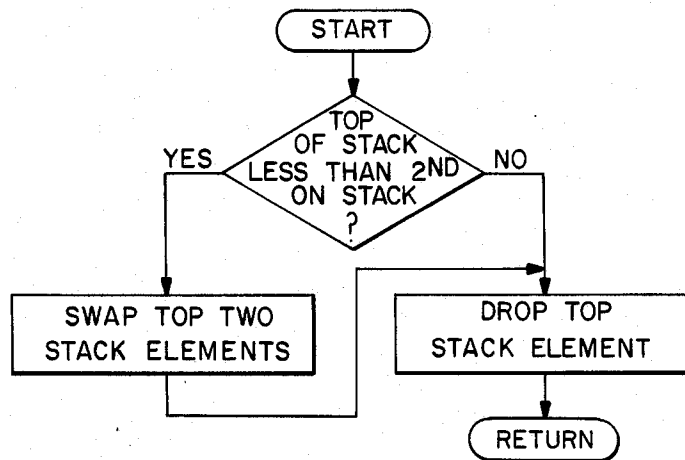 START
TOP
OF STACK
LESS THAN 2ND
ON STACK
?
YES
NO
SWAP TOP TWO
STACK ELEMENTS
DROP TOP
STACK ELEMENT
RETURN